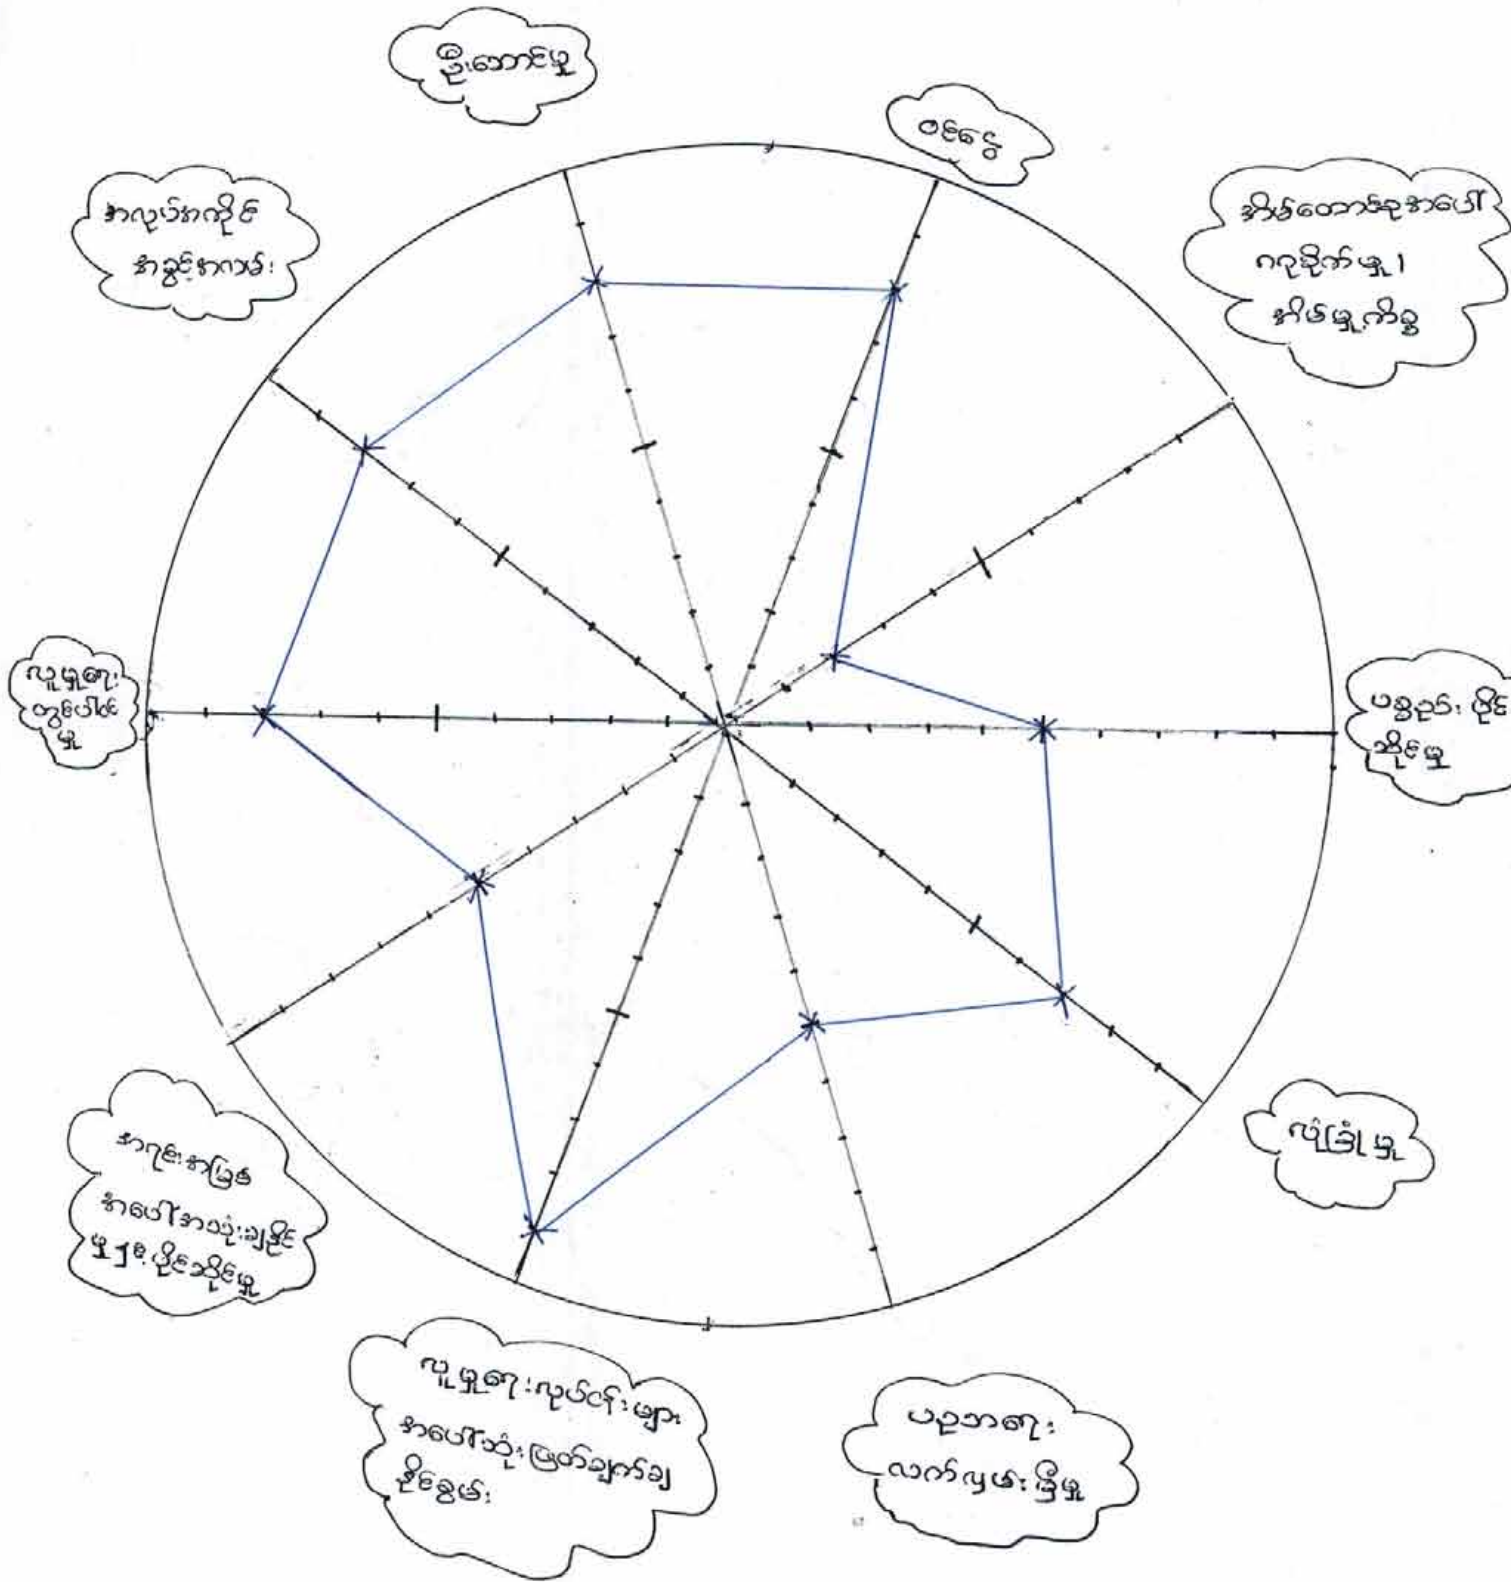 ဦးဆောင်မှု
ဝင်ငွေ
အလုပ်အကိုင်
အခွင့်အလမ်း
အိမ်ထောင်စုအပေါ်
ဂရုစိုက်မှု၊
အိမ်မှုကိစ္စ
လူမှုရေး
တွင်ပါဝင်
မှု
ပစ္စည်း ပိုင်
ဆိုင်မှု
လုံခြုံမှု
အရင်းအမြစ်
အပေါ်အသုံးချနိုင်
မှုနှင့်ပိုင်ဆိုင်မှု
လူမှုရေးလုပ်ငန်းများ
အပေါ်ဆုံးဖြတ်ချက်ချ
နိုင်စွမ်း
ပညာရေး
လက်လှမ်းမှီမှု